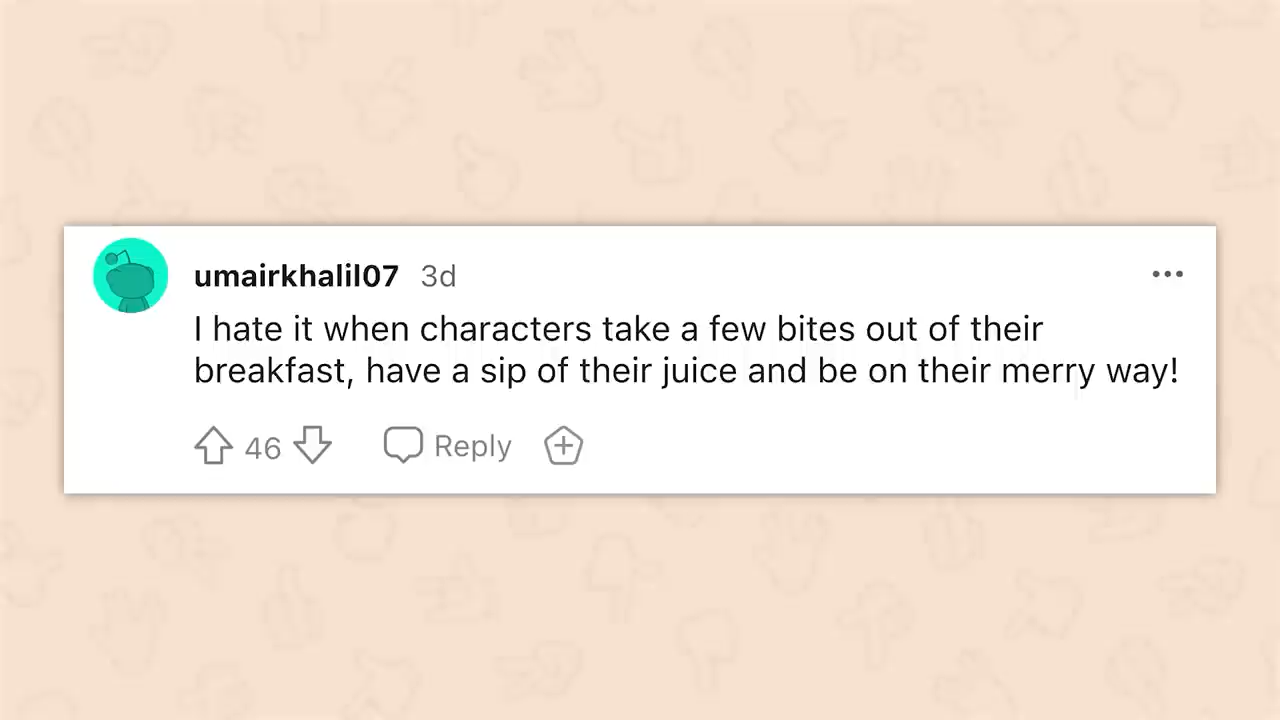 umairkhalil07 3d
I hate it when characters take a few bites out of their
breakfast, have a sip of their juice and be on their merry way!
46 Reply